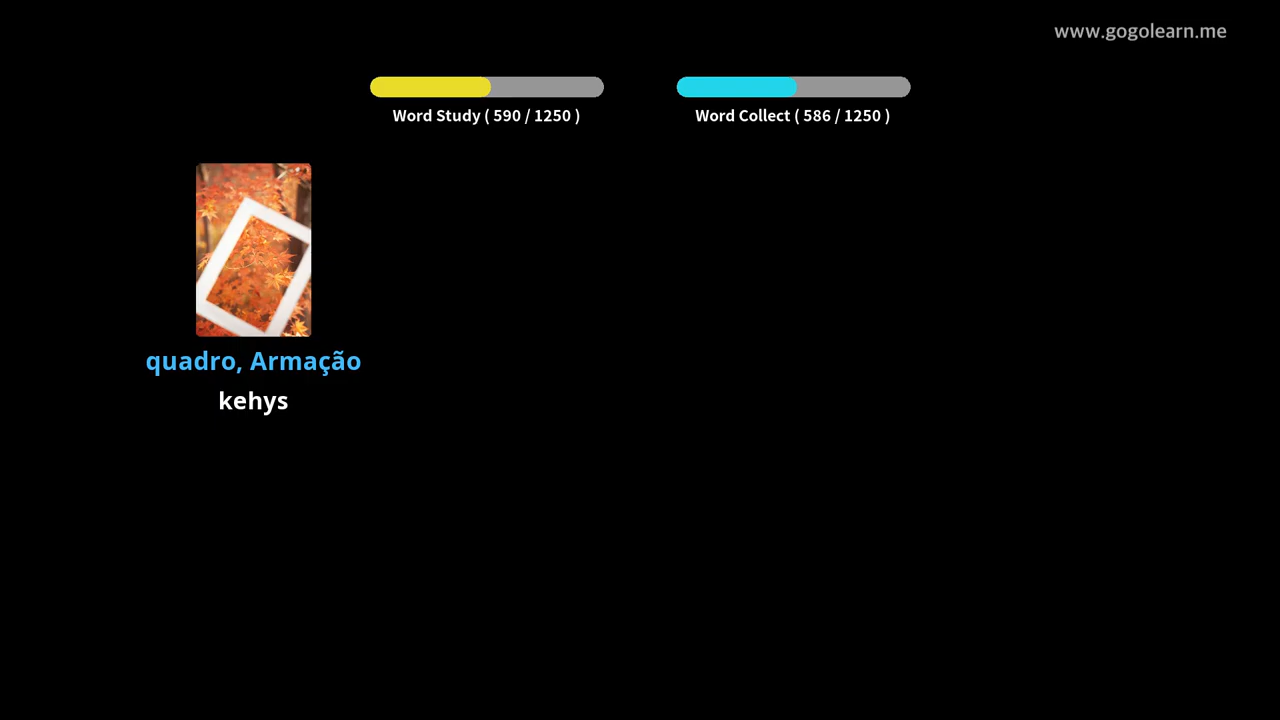 www.gogolearn.me
Word Study ( 590 / 1250 )
Word Collect ( 586 / 1250 )
quadro, Armação
kehys